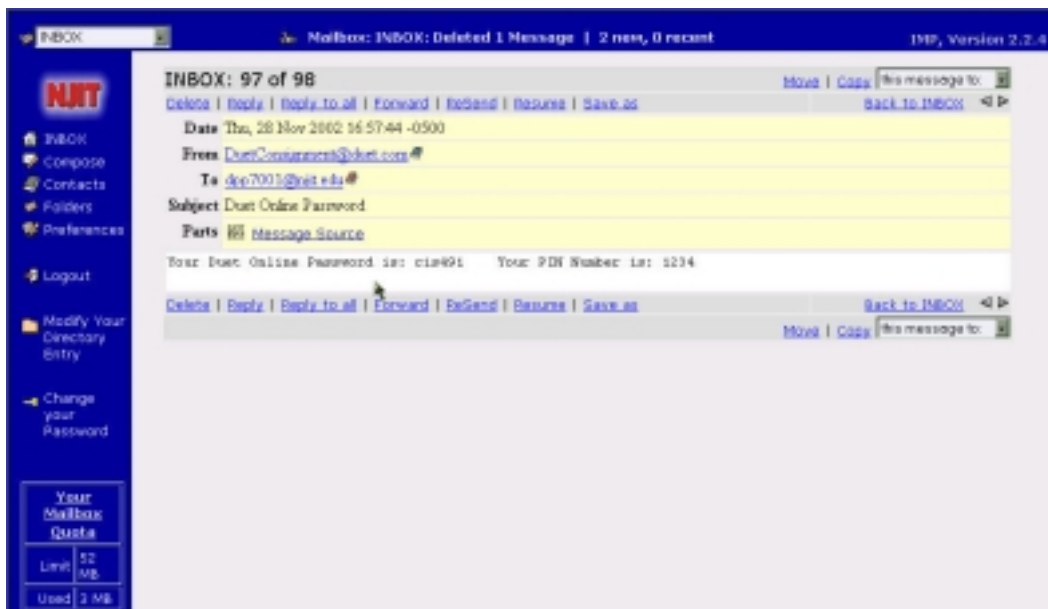 INBOX
Mailbox: INBOX: Deleted 1 Message | 2 new, 0 recent
IMP, Version 2.2.4
NJIT
INBOX
Compose
Contacts
Folders
Preferences
Logout
Modify Your
Directory
Entry
Change
your
Password
Your
Mailbox
Quota
Limit 52 MB
Used 3 MB
INBOX: 97 of 98
Move | Copy this message to:
Delete | Reply | Reply to all | Forward | ReSend | Resume | Save as
Back to INBOX
Date Thu, 28 Nov 2002 16:57:44 -0500
From DuetConsignment@duet.com
To dpp7001@njit.edu
Subject Duet Online Password
Parts Message Source
Your Duet Online Password is: cis491 Your PIN Number is: 1234
Delete | Reply | Reply to all | Forward | ReSend | Resume | Save as
Back to INBOX
Move | Copy this message to: